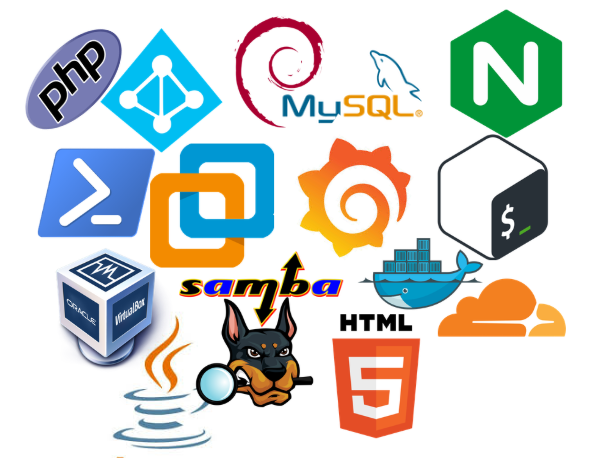 php
MySQL®
N
$_
samba
ORACLE
VirtualBox
HTML
5